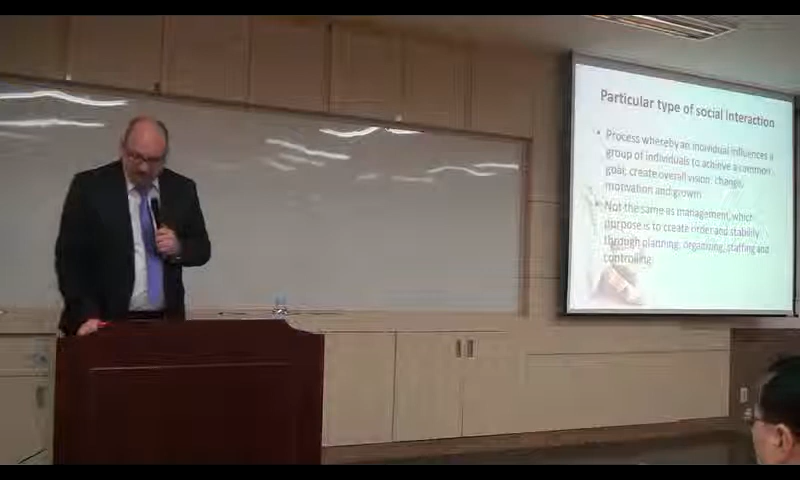 Particular type of social interaction
• Process whereby an individual influences a
group of individuals (to achieve a common
goal; create overall vision, change,
motivation and growth
• Not the same as management, which
purpose is to create order and stability
through planning, organizing, staffing and
controlling